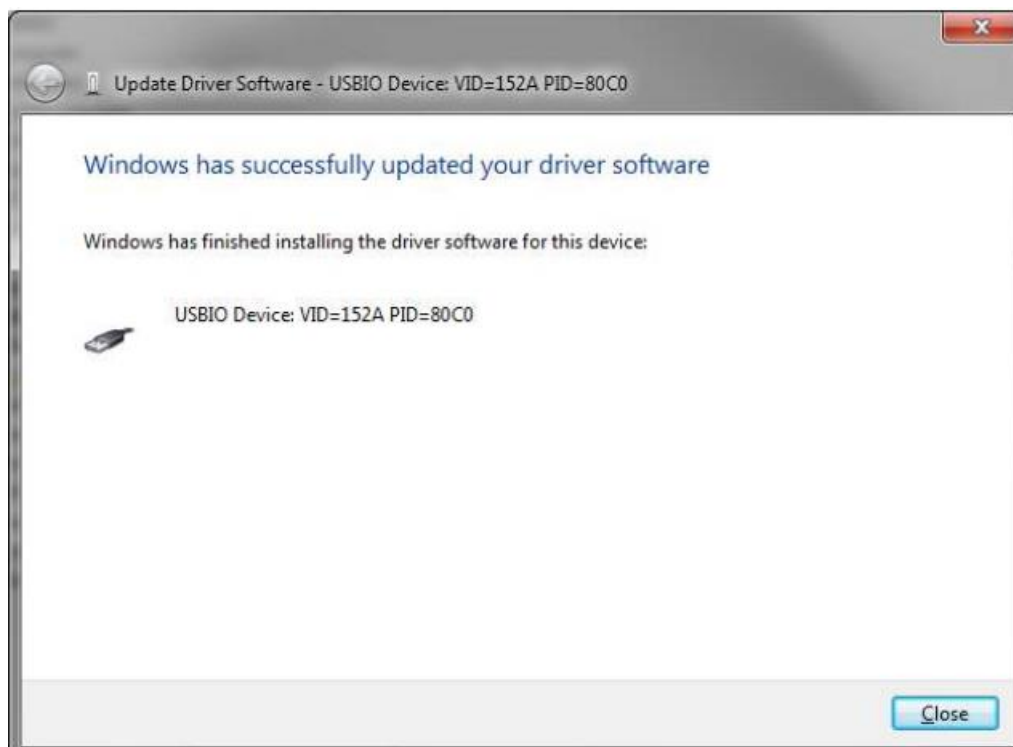 Update Driver Software - USBIO Device: VID=152A PID=80C0
Windows has successfully updated your driver software
Windows has finished installing the driver software for this device:
USBIO Device: VID=152A PID=80C0
Close